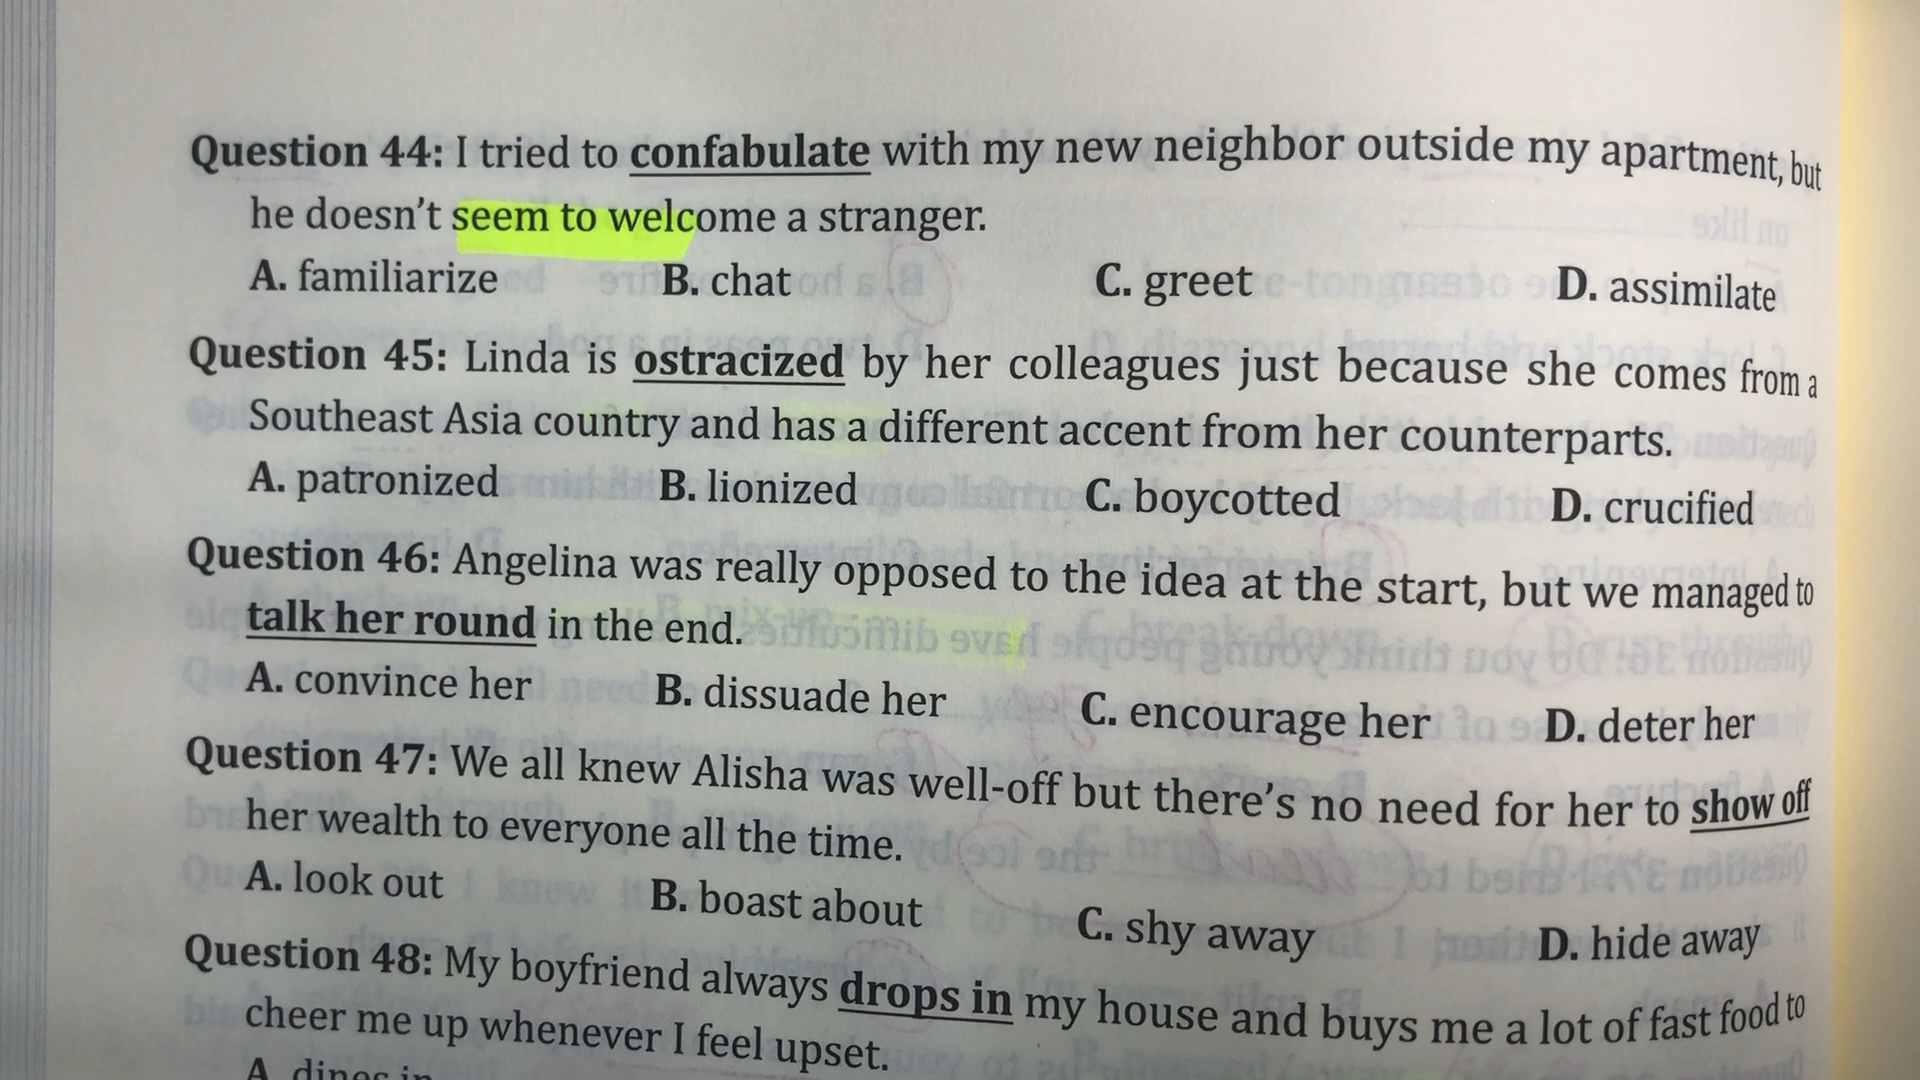 Question 44: I tried to confabulate with my new neighbor outside my apartment, but
he doesn't seem to welcome a stranger.
A. familiarize B. chat C. greet D. assimilate
Question 45: Linda is ostracized by her colleagues just because she comes from a
Southeast Asia country and has a different accent from her counterparts.
A. patronized B. lionized C. boycotted D. crucified
Question 46: Angelina was really opposed to the idea at the start, but we managed to
talk her round in the end.
A. convince her B. dissuade her C. encourage her D. deter her
Question 47: We all knew Alisha was well-off but there's no need for her to show off
her wealth to everyone all the time.
A. look out B. boast about C. shy away D. hide away
Question 48: My boyfriend always drops in my house and buys me a lot of fast food to
cheer me up whenever I feel upset.
A. dines in